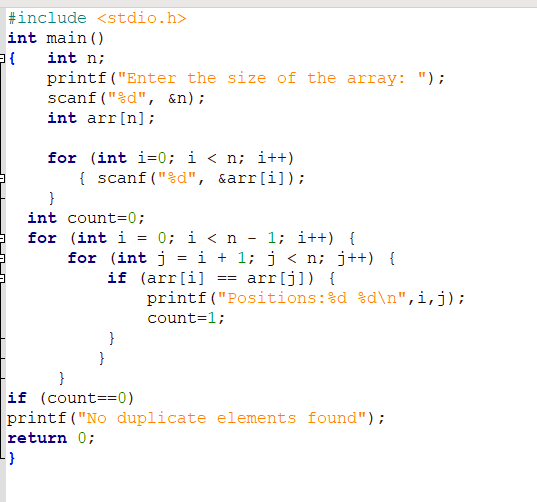 #include <stdio.h>
int main()
{   int n;
    printf("Enter the size of the array: ");
    scanf("%d", &n);
    int arr[n];

    for (int i=0; i < n; i++)
       { scanf("%d", &arr[i]);
    }
  int count=0;
  for (int i = 0; i < n - 1; i++) {
      for (int j = i + 1; j < n; j++) {
          if (arr[i] == arr[j]) {
              printf("Positions:%d %d\n",i,j);
              count=1;
          }
         }
     }
if (count==0)
printf("No duplicate elements found");
return 0;
}